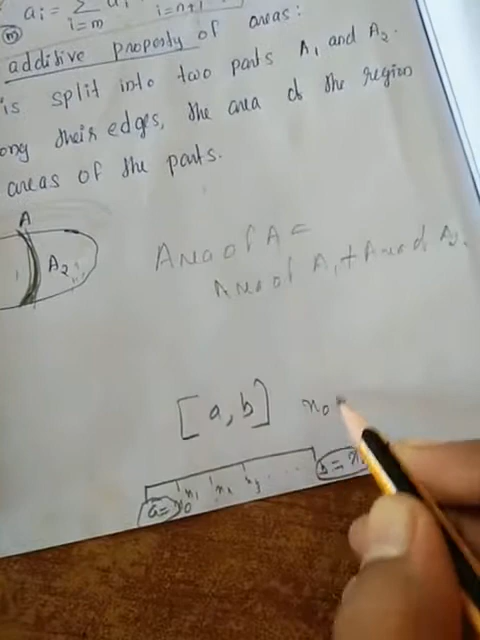 aᵢ = Σ i=m aᵢ i=n+1
additive property of areas:
is split into two parts A₁ and A₂.
ong their edges, the area of the region
areas of the parts.
A
A₂
Area of A =
Area of A₁ + Area of A₂.
[a, b] x₀
a = x₀ x₁ x₂ x₃ ..... b = x